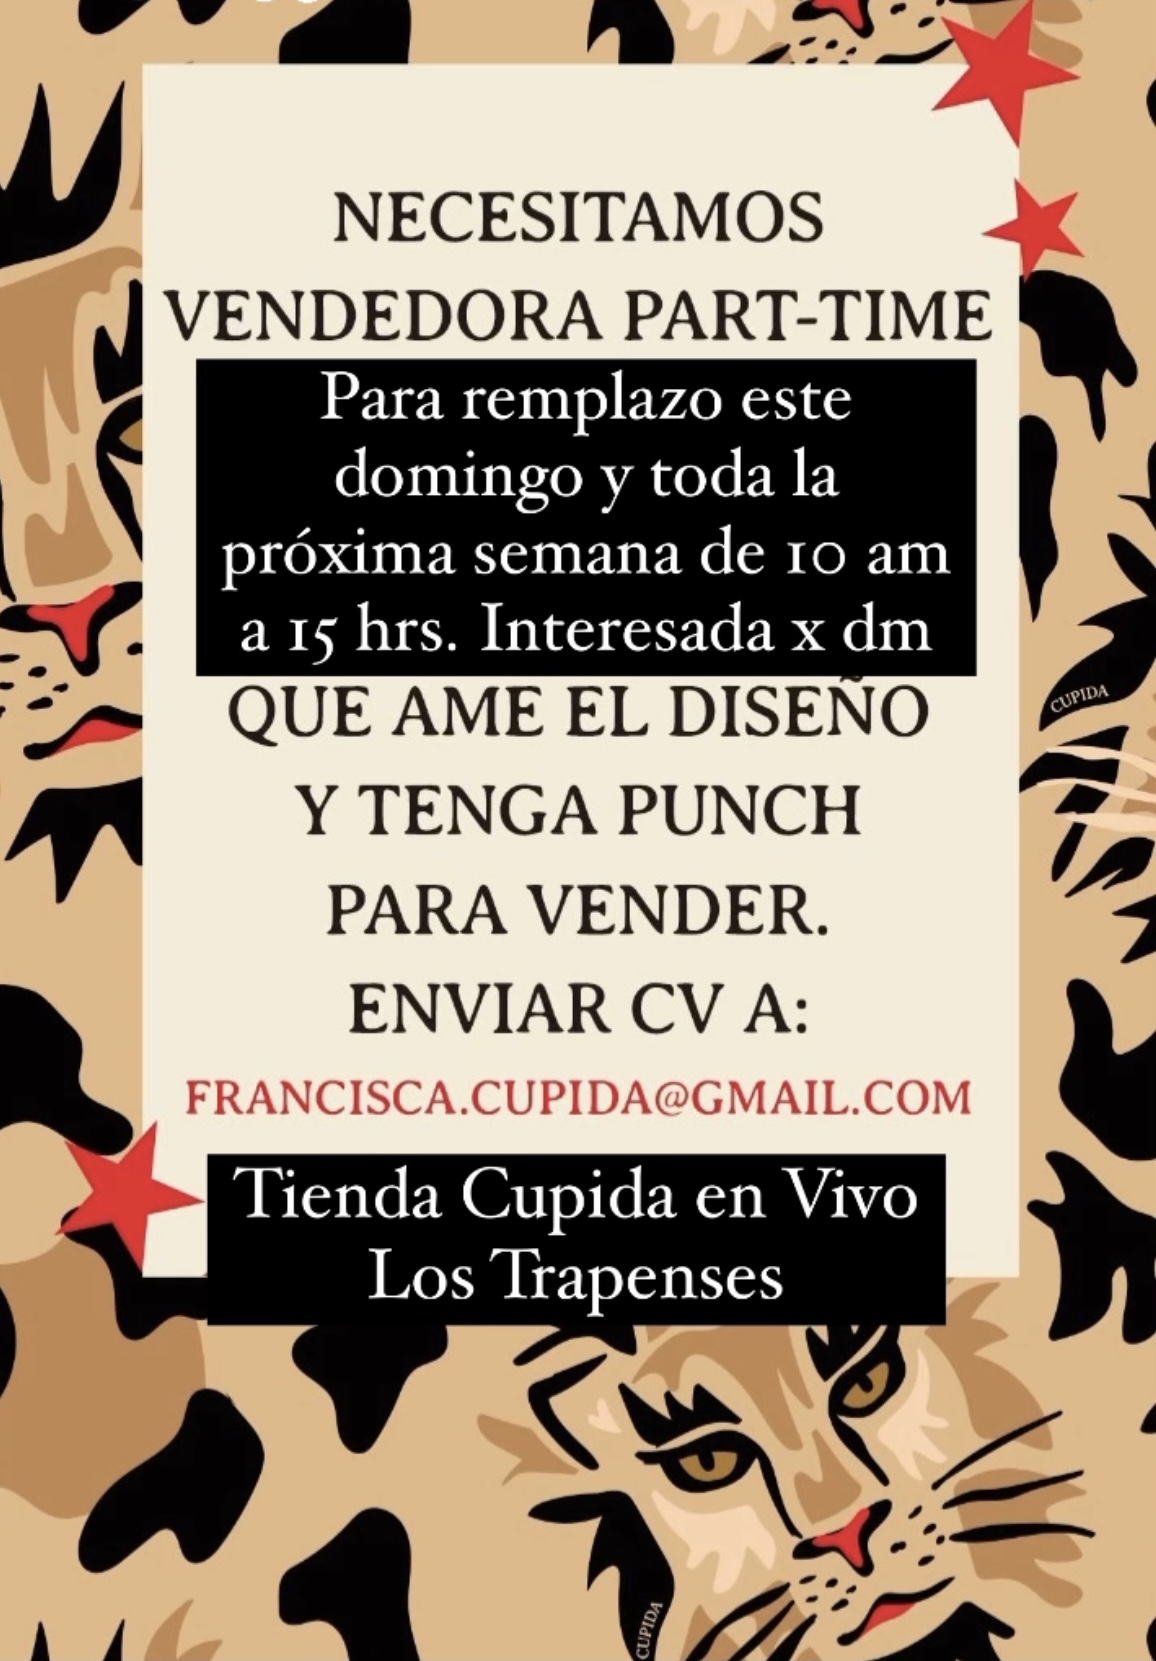 NECESITAMOS
VENDEDORA PART-TIME
Para remplazo este
domingo y toda la
próxima semana de 10 am
a 15 hrs. Interesada x dm
QUE AME EL DISEÑO
Y TENGA PUNCH
PARA VENDER.
ENVIAR CV A:
FRANCISCA.CUPIDA@GMAIL.COM
Tienda Cupida en Vivo
Los Trapenses
CUPIDA
CUPIDA